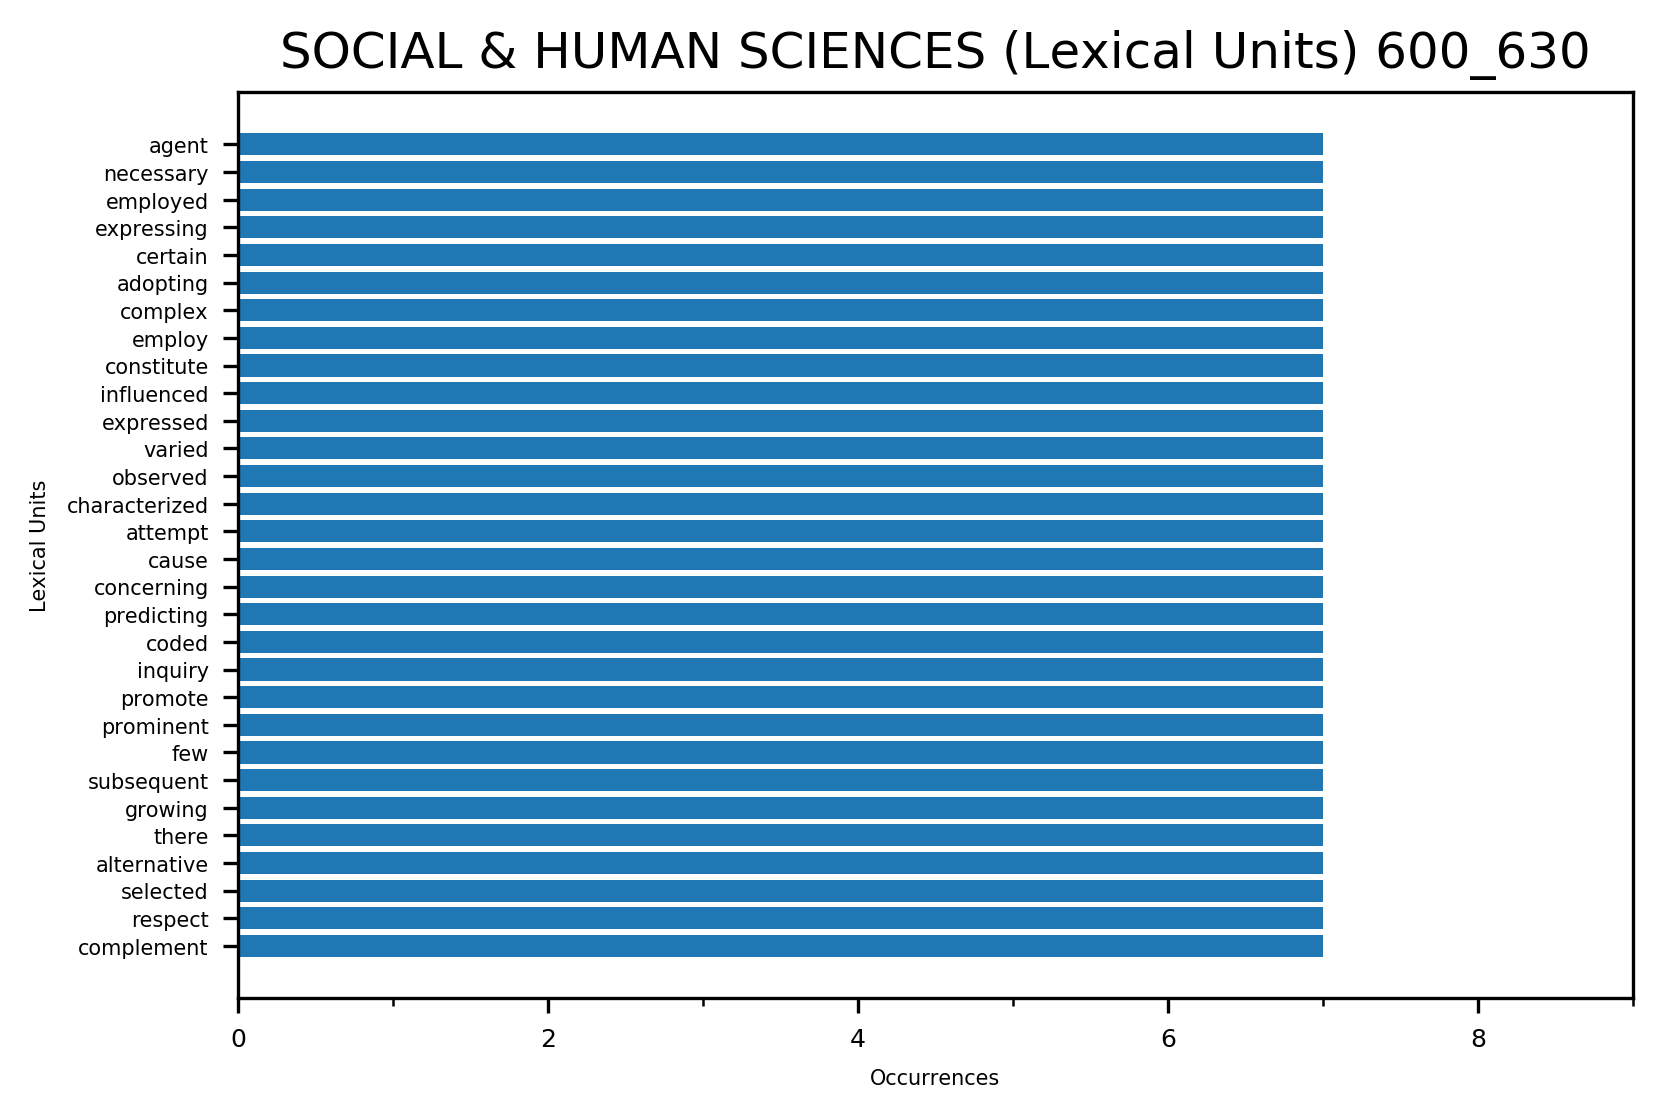 SOCIAL & HUMAN SCIENCES (Lexical Units) 600_630
Lexical Units
agent
necessary
employed
expressing
certain
adopting
complex
employ
constitute
influenced
expressed
varied
observed
characterized
attempt
cause
concerning
predicting
coded
inquiry
promote
prominent
few
subsequent
growing
there
alternative
selected
respect
complement
0 2 4 6 8
Occurrences